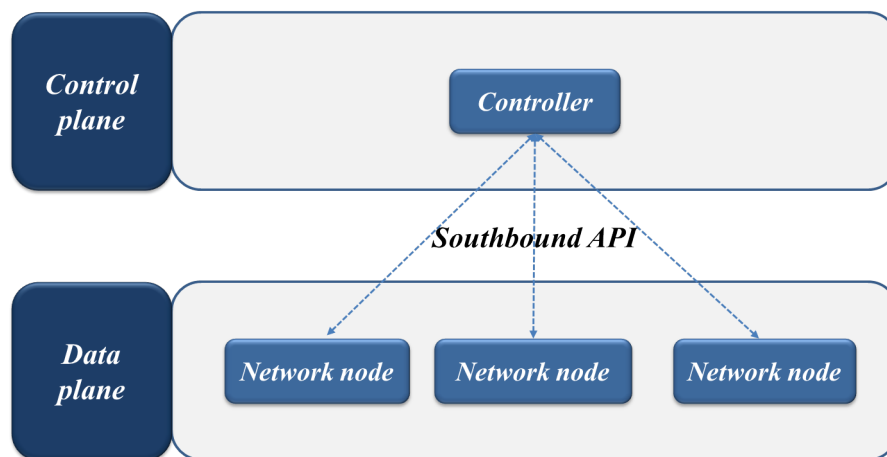 Control
plane
Controller
Southbound API
Data
plane
Network node
Network node
Network node